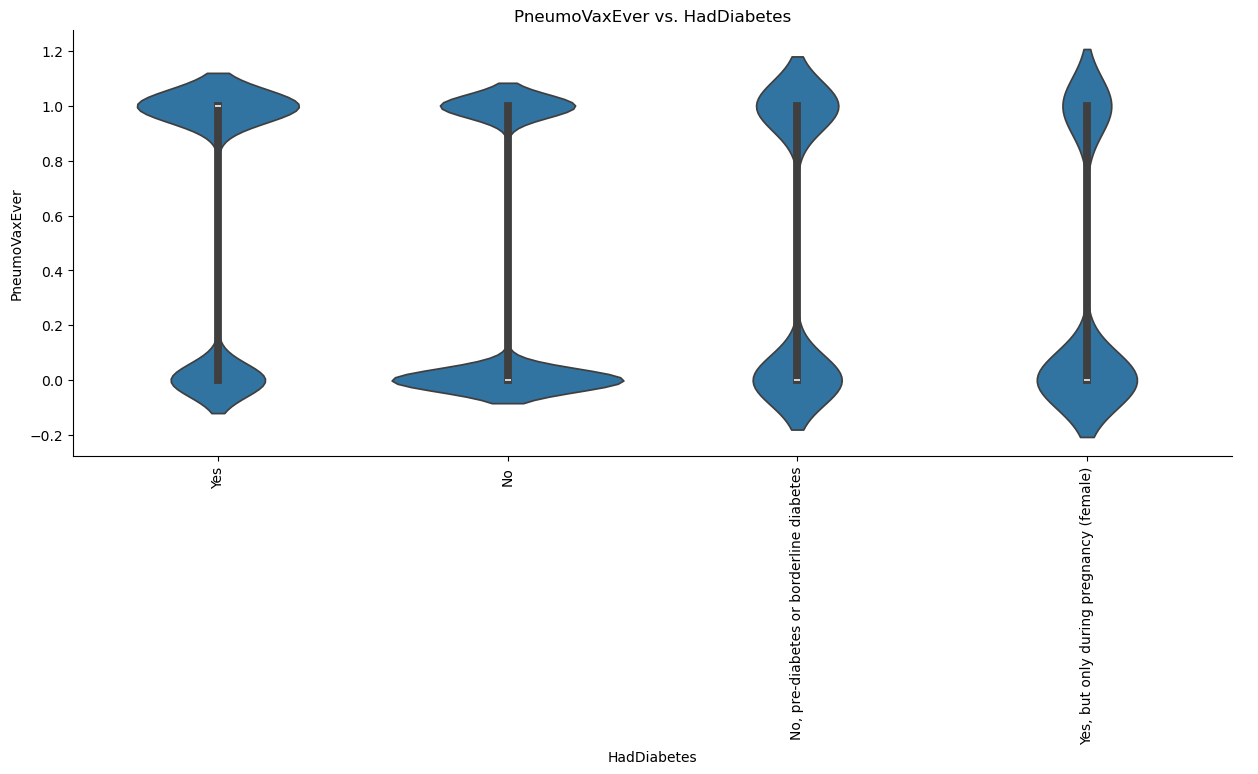 PneumoVaxEver vs. HadDiabetes
PneumoVaxEver
1.2
1.0
0.8
0.6
0.4
0.2
0.0
−0.2
Yes
No
No, pre-diabetes or borderline diabetes
Yes, but only during pregnancy (female)
HadDiabetes